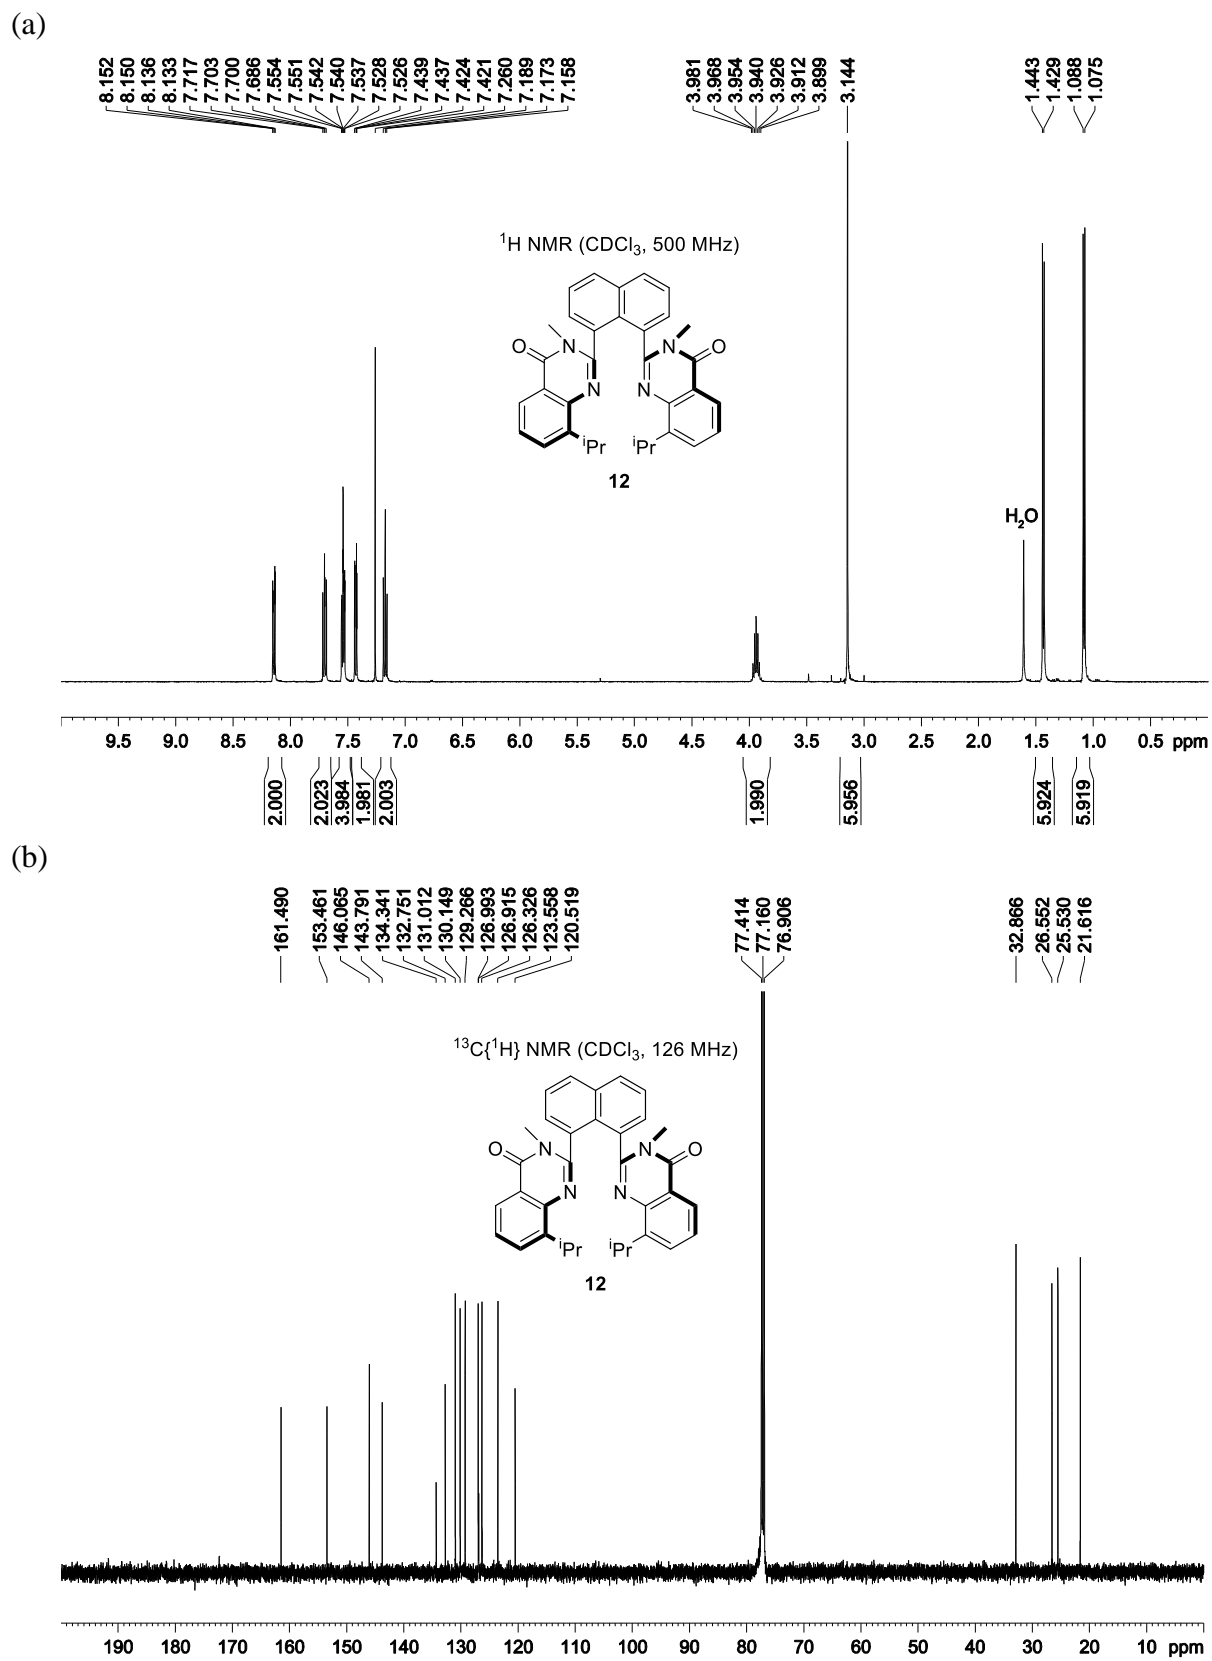 (a)
8.152 8.150 8.136 8.133 7.717 7.703 7.700 7.686 7.554 7.551 7.542 7.540 7.537 7.528 7.526 7.439 7.437 7.424 7.421 7.260 7.189 7.173 7.158 3.981 3.968 3.954 3.940 3.926 3.912 3.899 3.144 1.443 1.429 1.088 1.075
¹H NMR (CDCl₃, 500 MHz)
N N
O O
N N
ⁱPr ⁱPr
12
H₂O
9.5 9.0 8.5 8.0 7.5 7.0 6.5 6.0 5.5 5.0 4.5 4.0 3.5 3.0 2.5 2.0 1.5 1.0 0.5 ppm
2.000 2.023 3.984 1.981 2.003 1.990 5.956 5.924 5.919
(b)
161.490 153.461 146.065 143.791 134.341 132.751 131.012 130.149 129.266 126.993 126.915 126.326 123.558 120.519 77.414 77.160 76.906 32.866 26.552 25.530 21.616
¹³C{¹H} NMR (CDCl₃, 126 MHz)
O N N O
N N
ⁱPr ⁱPr
12
190 180 170 160 150 140 130 120 110 100 90 80 70 60 50 40 30 20 10 ppm